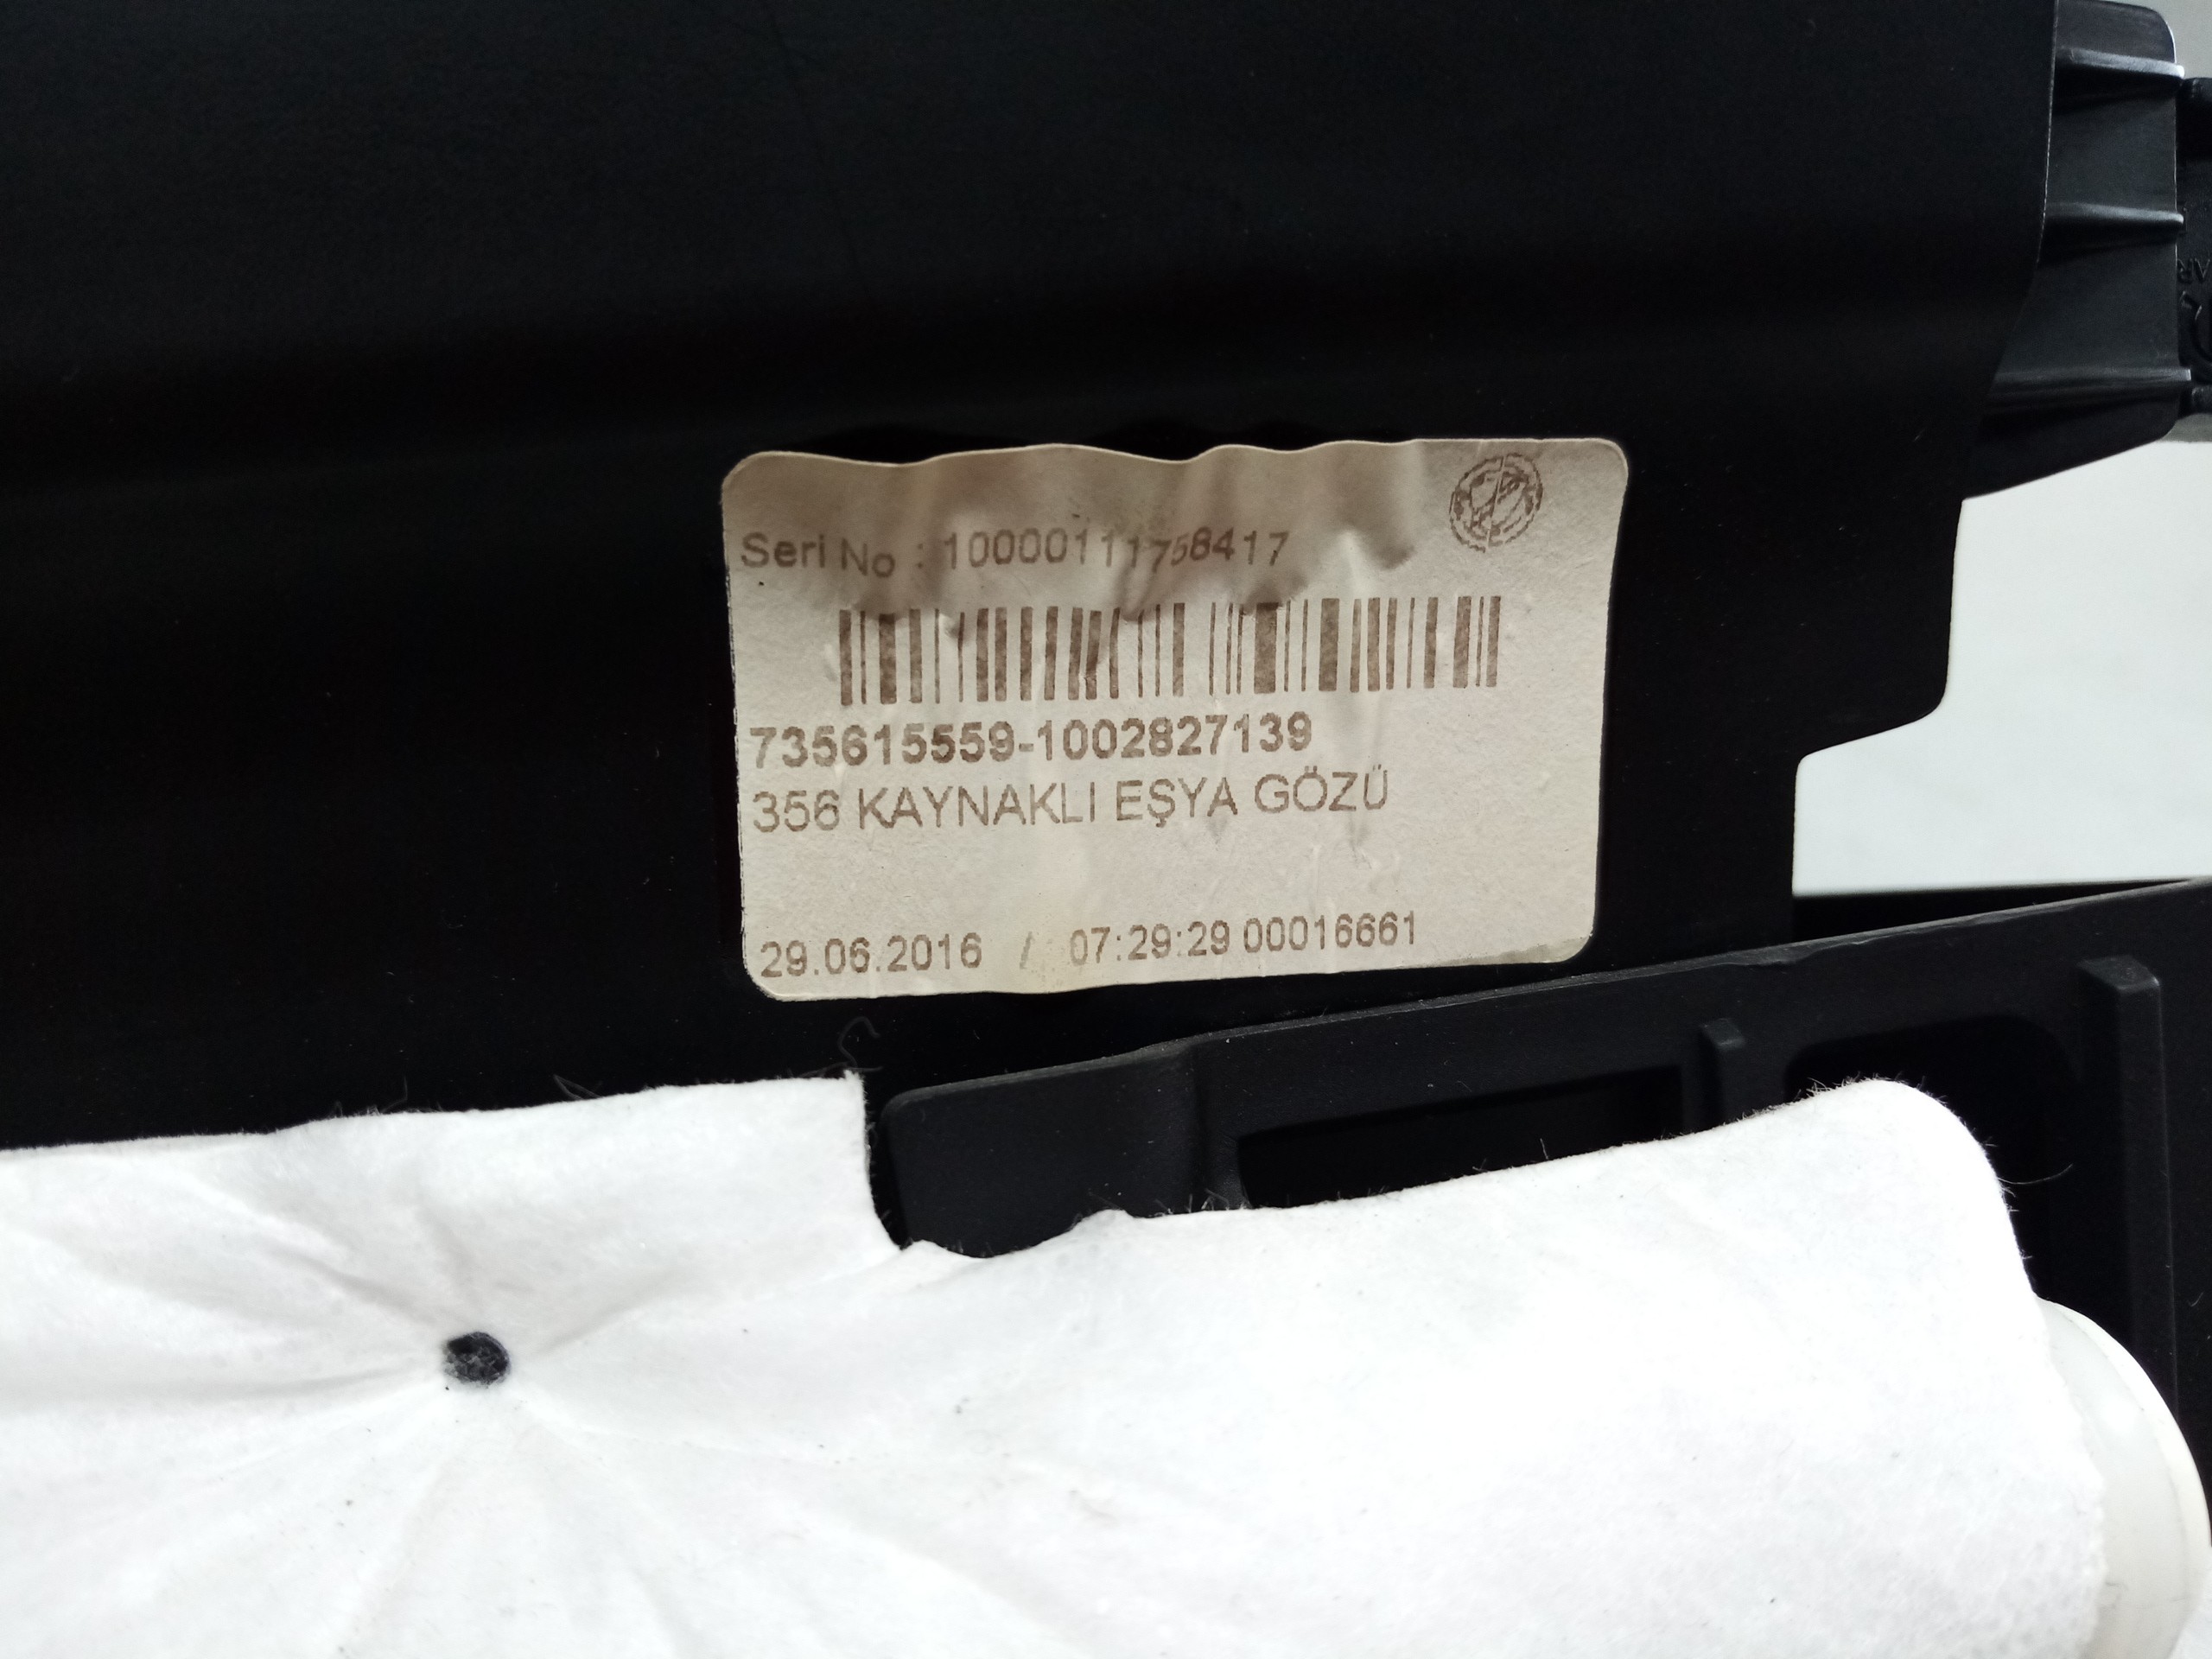 Seri No : 10000111758417
735615559-1002827139
356 KAYNAKLI EŞYA GÖZÜ
29.06.2016 / 07:29:29 00016661